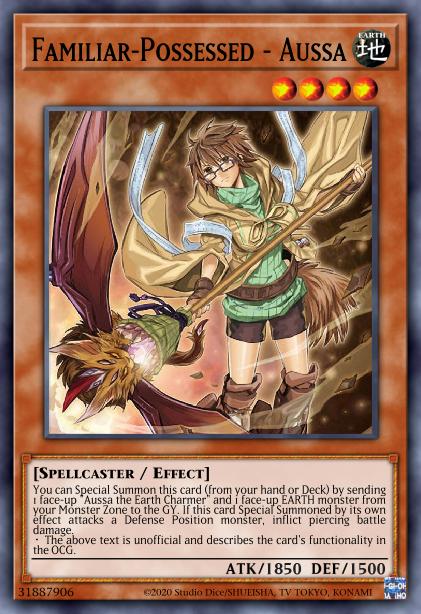 Familiar-Possessed - Aussa
EARTH
地
[Spellcaster / Effect]
You can Special Summon this card (from your hand or Deck) by sending
1 face-up "Aussa the Earth Charmer" and 1 face-up EARTH monster from
your Monster Zone to the GY. If this card Special Summoned by its own
effect attacks a Defense Position monster, inflict piercing battle
damage.
· The above text is unofficial and describes the card's functionality in
the OCG.
ATK/1850 DEF/1500
31887906
©2020 Studio Dice/SHUEISHA, TV TOKYO, KONAMI